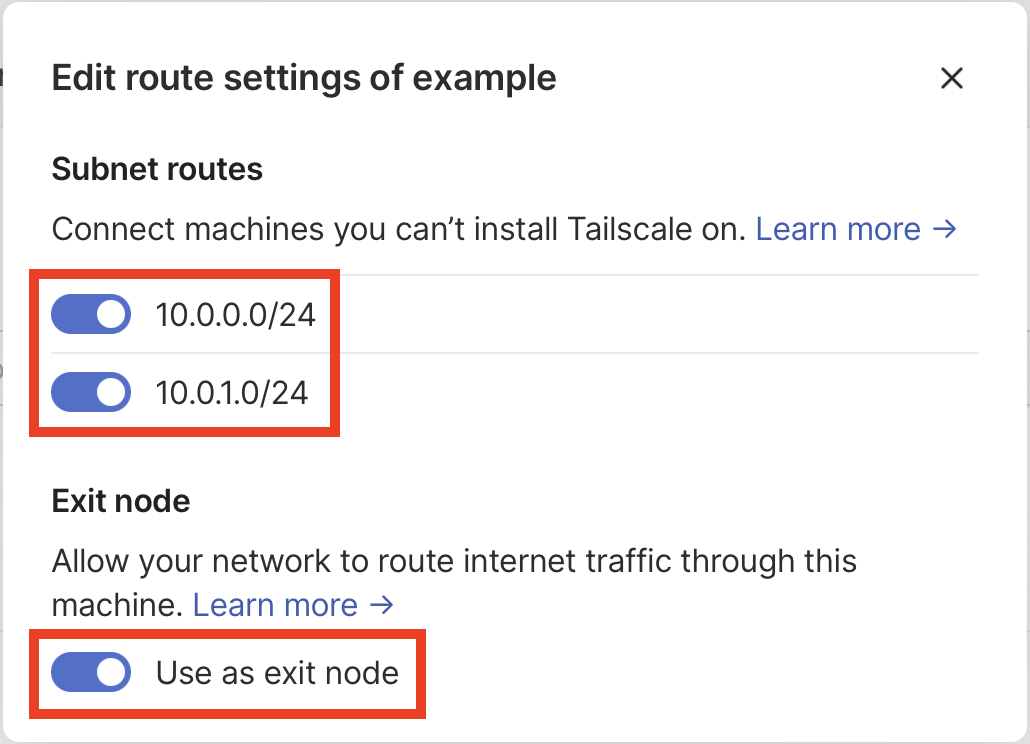 Edit route settings of example
Subnet routes
Connect machines you can’t install Tailscale on. Learn more →
10.0.0.0/24
10.0.1.0/24
Exit node
Allow your network to route internet traffic through this
machine. Learn more →
Use as exit node